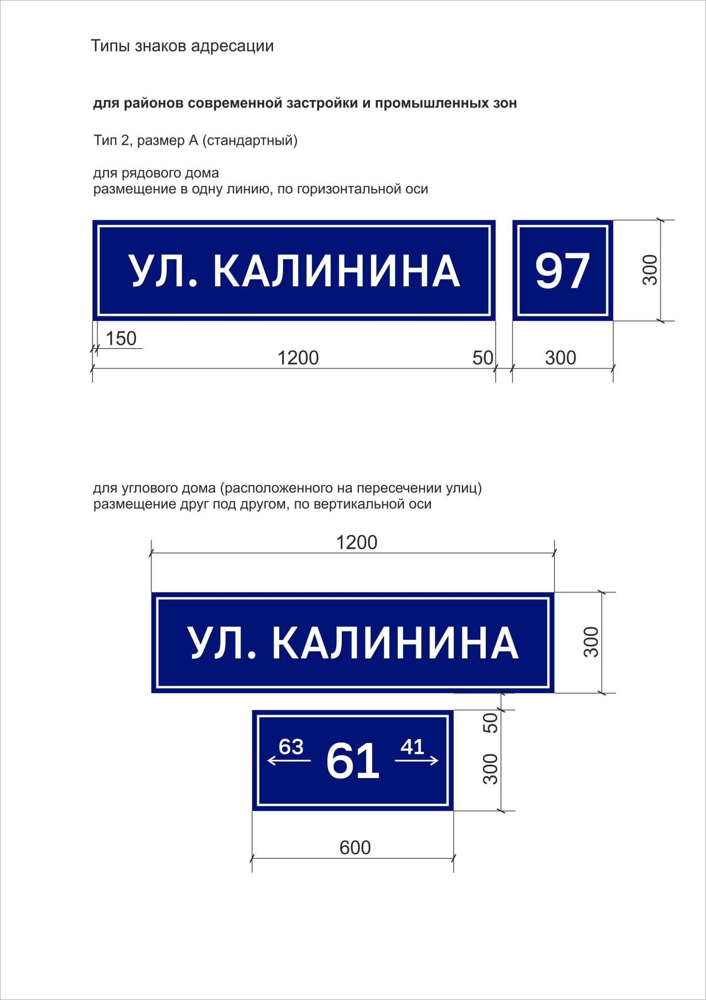 Типы знаков адресации
для районов современной застройки и промышленных зон
Тип 2, размер А (стандартный)
для рядового дома
размещение в одну линию, по горизонтальной оси
УЛ. КАЛИНИНА
97
300
150
1200
50
300
для углового дома (расположенного на пересечении улиц)
размещение друг под другом, по вертикальной оси
1200
УЛ. КАЛИНИНА
300
50
63
61
41
300
600